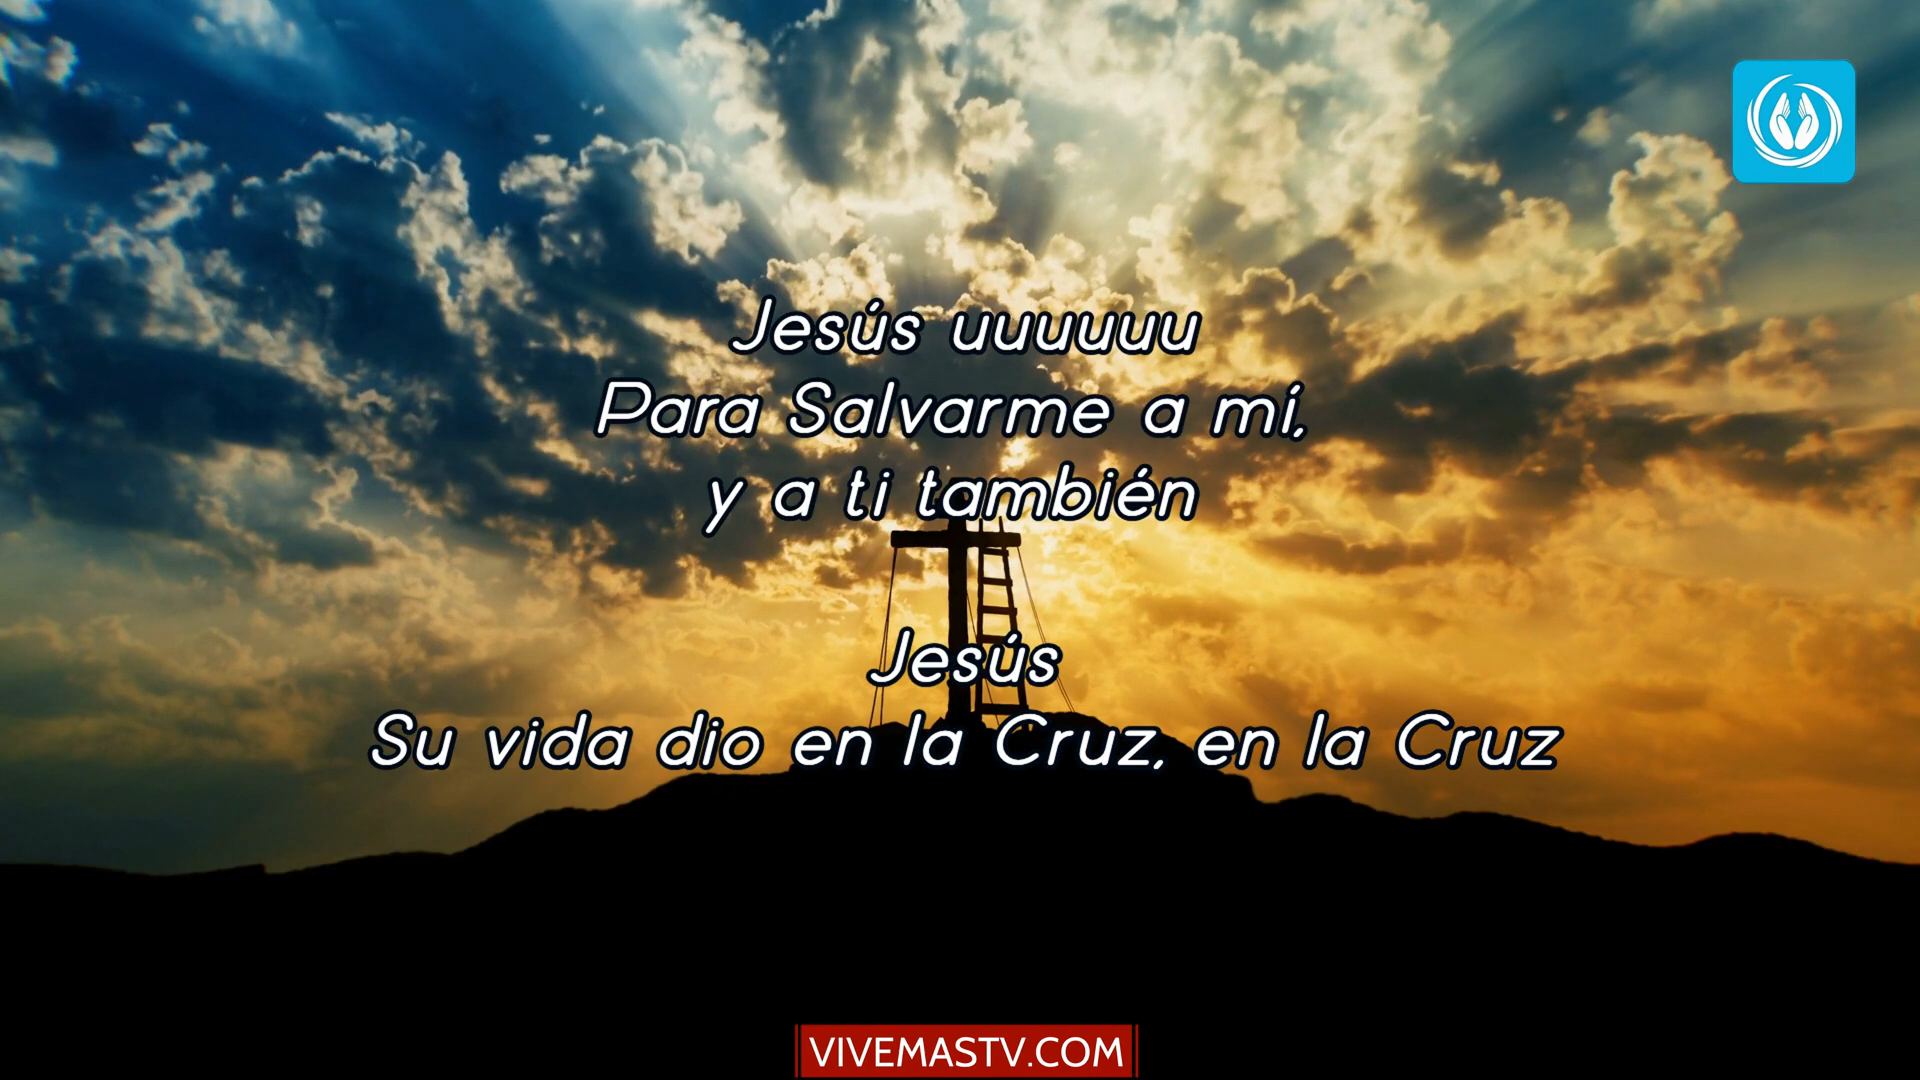 Jesús uuuuuu
Para Salvarme a mí,
y a ti también
Jesús
Su vida dio en la Cruz, en la Cruz
VIVEMASTV.COM